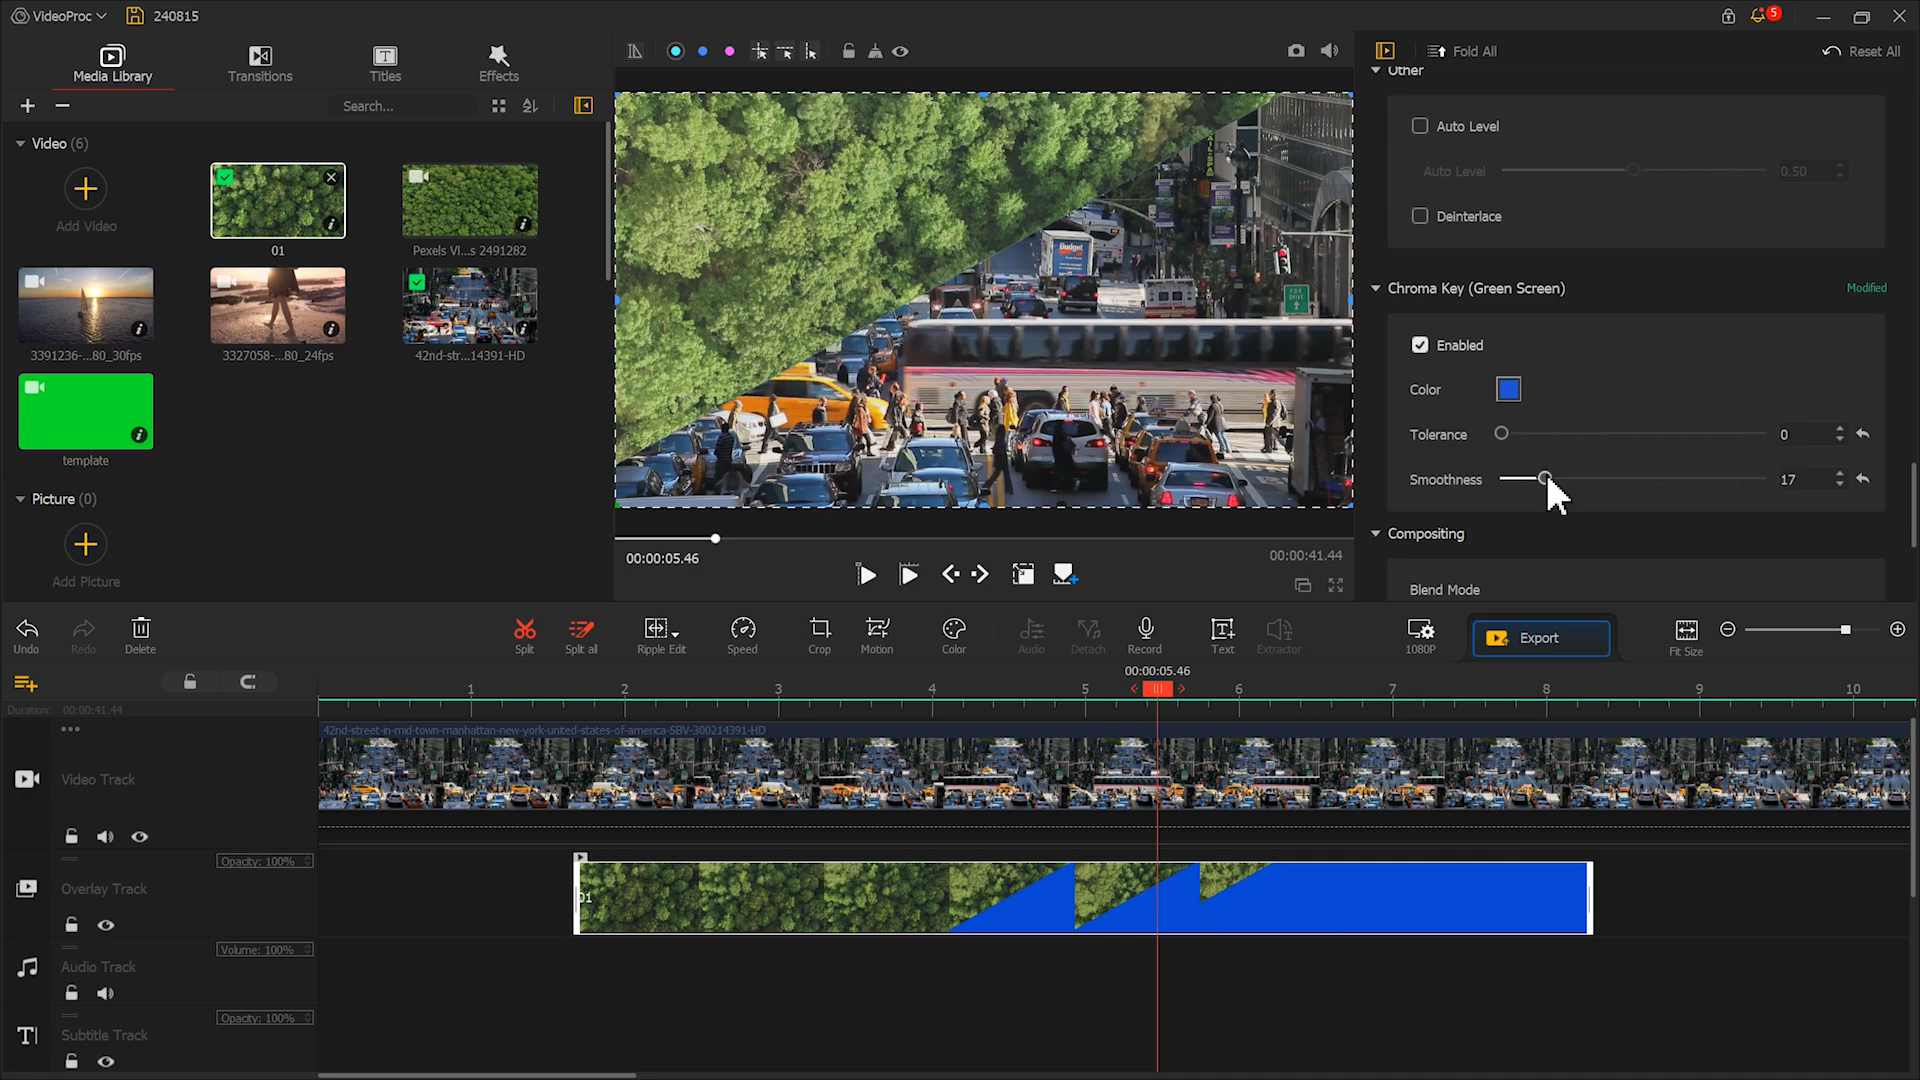 VideoProc
240815
5
Media Library
Transitions
Titles
Effects
Fold All
Reset All
Search...
Other
Video (6)
Auto Level
Auto Level
0.50
Add Video
01
Pexels Vi...s 2491282
Deinterlace
3391236-...80_30fps
3327058-...80_24fps
42nd-str...14391-HD
template
Budget
Chroma Key (Green Screen)
Modified
Enabled
Color
Tolerance
0
Smoothness
17
Picture (0)
Add Picture
Compositing
Blend Mode
00:00:05.46
00:00:41.44
Undo
Redo
Delete
Split
Split all
Ripple Edit
Speed
Crop
Motion
Color
Audio
Detach
Record
Text
Extractor
1080P
Export
Fit Size
00:00:05.46
1
2
3
4
5
6
7
8
9
10
Duration: 00:00:41.44
42nd-street-in-mid-town-manhattan-new-york-united-states-of-america-SBV-300214391-HD
Video Track
Opacity: 100%
Overlay Track
01
Volume: 100%
Audio Track
Opacity: 100%
Subtitle Track